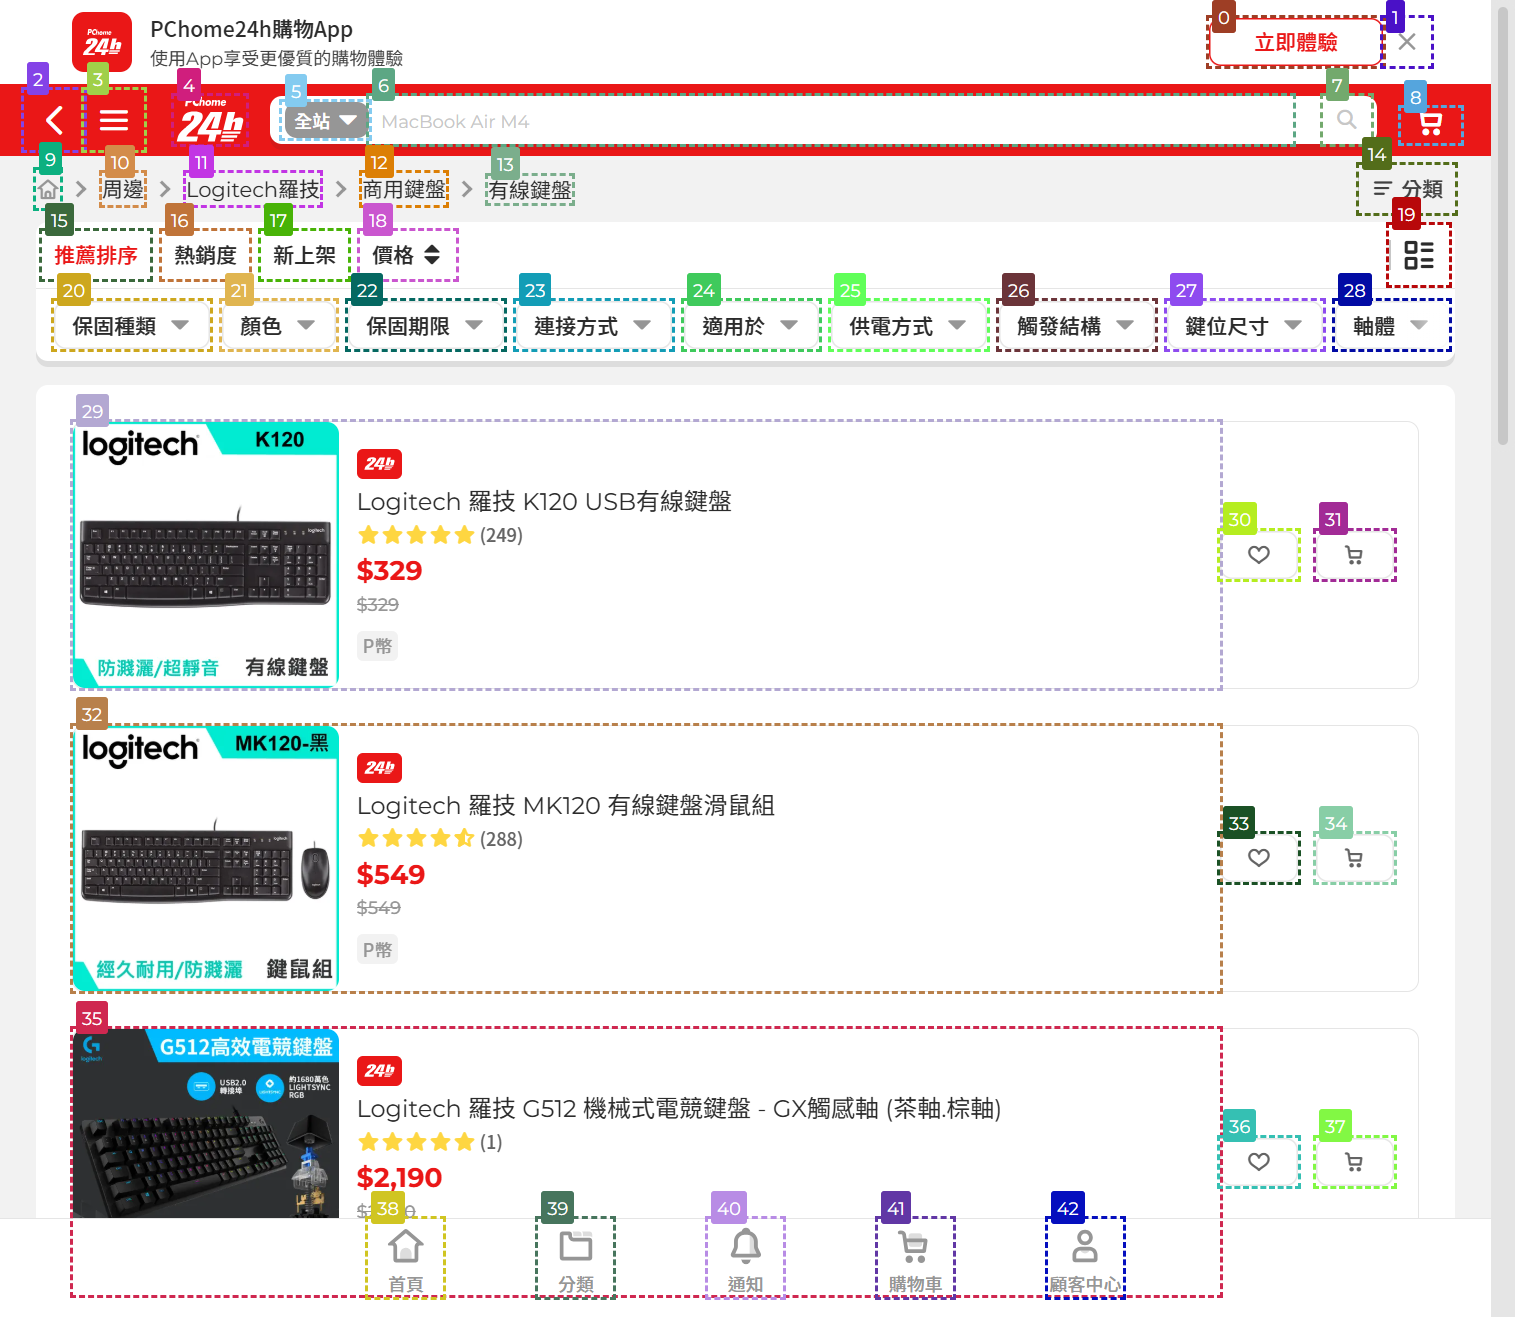 PChome24h購物App
使用App享受更優質的購物體驗
立即體驗
0
1
2
3
4
5
6
7
8
PChome
24h
全站
MacBook Air M4
9
10
11
12
13
14
周邊
Logitech羅技
商用鍵盤
有線鍵盤
分類
15
16
17
18
19
推薦排序
熱銷度
新上架
價格
20
21
22
23
24
25
26
27
28
保固種類
顏色
保固期限
連接方式
適用於
供電方式
觸發結構
鍵位尺寸
軸體
29
logitech
K120
防濺灑/超靜音
有線鍵盤
24h
Logitech 羅技 K120 USB有線鍵盤
(249)
$329
$329
P幣
30
31
32
logitech
MK120-黑
經久耐用/防濺灑
鍵鼠組
24h
Logitech 羅技 MK120 有線鍵盤滑鼠組
(288)
$549
$549
P幣
33
34
35
logitech
G512高效電競鍵盤
USB2.0
轉接埠
約1680萬色
LIGHTSYNC
RGB
24h
Logitech 羅技 G512 機械式電競鍵盤 - GX觸感軸 (茶軸.棕軸)
(1)
$2,190
36
37
38
39
40
41
42
首頁
分類
通知
購物車
顧客中心